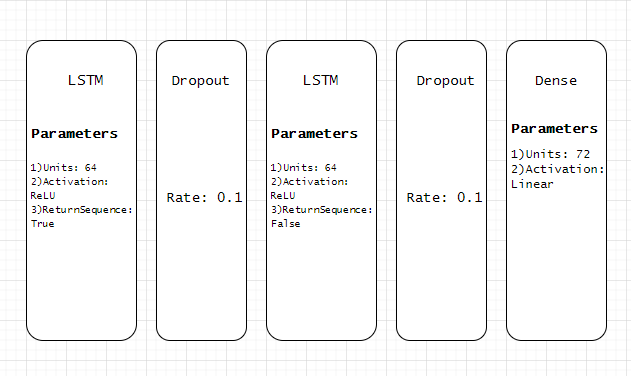 LSTM
Parameters
1)Units: 64
2)Activation:
ReLU
3)ReturnSequence:
True
Dropout
Rate: 0.1
LSTM
Parameters
1)Units: 64
2)Activation:
ReLU
3)ReturnSequence:
False
Dropout
Rate: 0.1
Dense
Parameters
1)Units: 72
2)Activation:
Linear